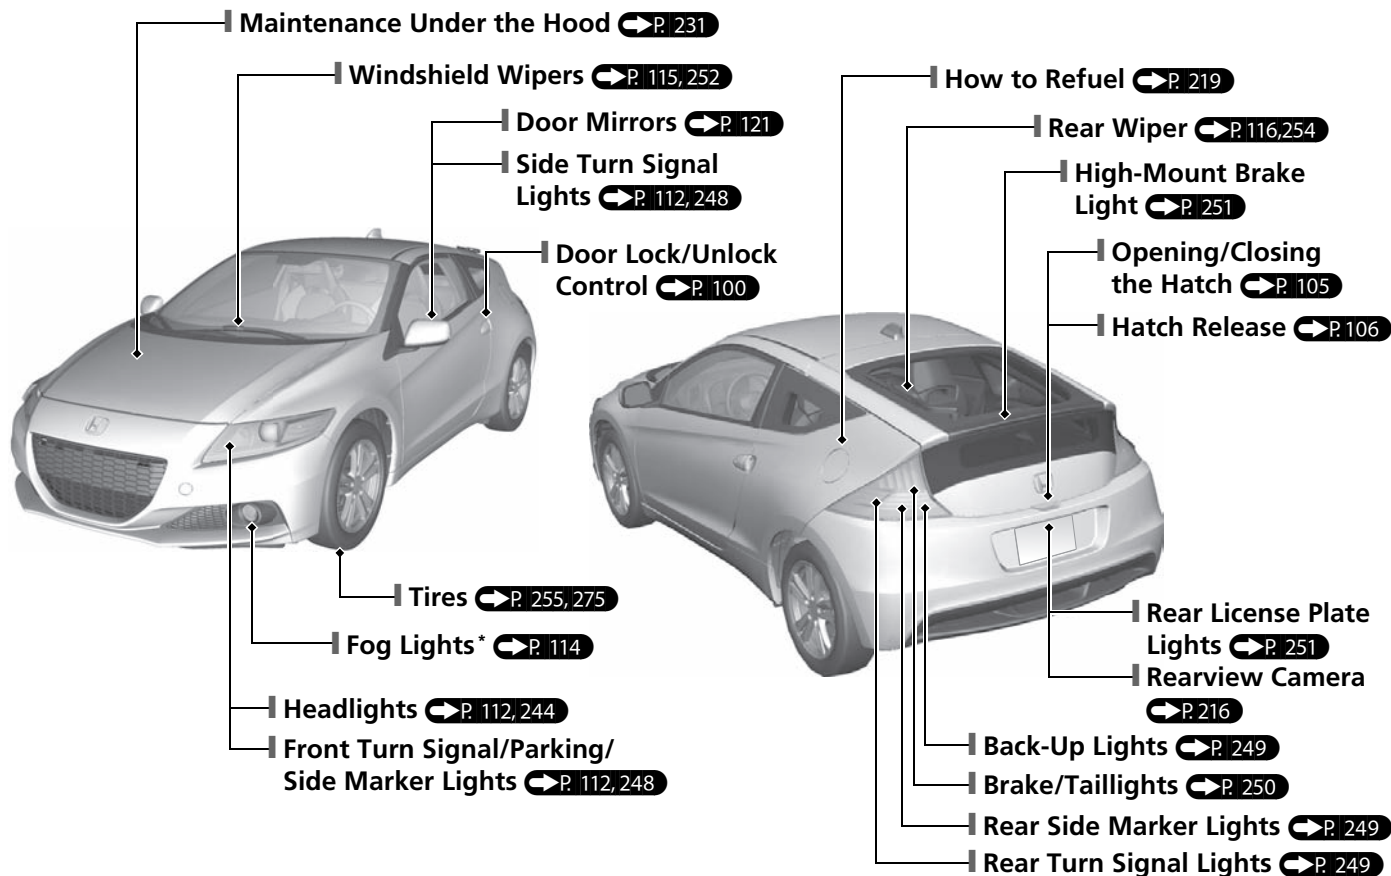 Maintenance Under the Hood P. 231
Windshield Wipers P. 115, 252
Door Mirrors P. 121
Side Turn Signal
Lights P. 112, 248
Door Lock/Unlock
Control P. 100
Tires P. 255, 275
Fog Lights* P. 114
Headlights P. 112, 244
Front Turn Signal/Parking/
Side Marker Lights P. 112, 248
How to Refuel P. 219
Rear Wiper P. 116,254
High-Mount Brake
Light P. 251
Opening/Closing
the Hatch P. 105
Hatch Release P. 106
Rear License Plate
Lights P. 251
Rearview Camera
P. 216
Back-Up Lights P. 249
Brake/Taillights P. 250
Rear Side Marker Lights P. 249
Rear Turn Signal Lights P. 249